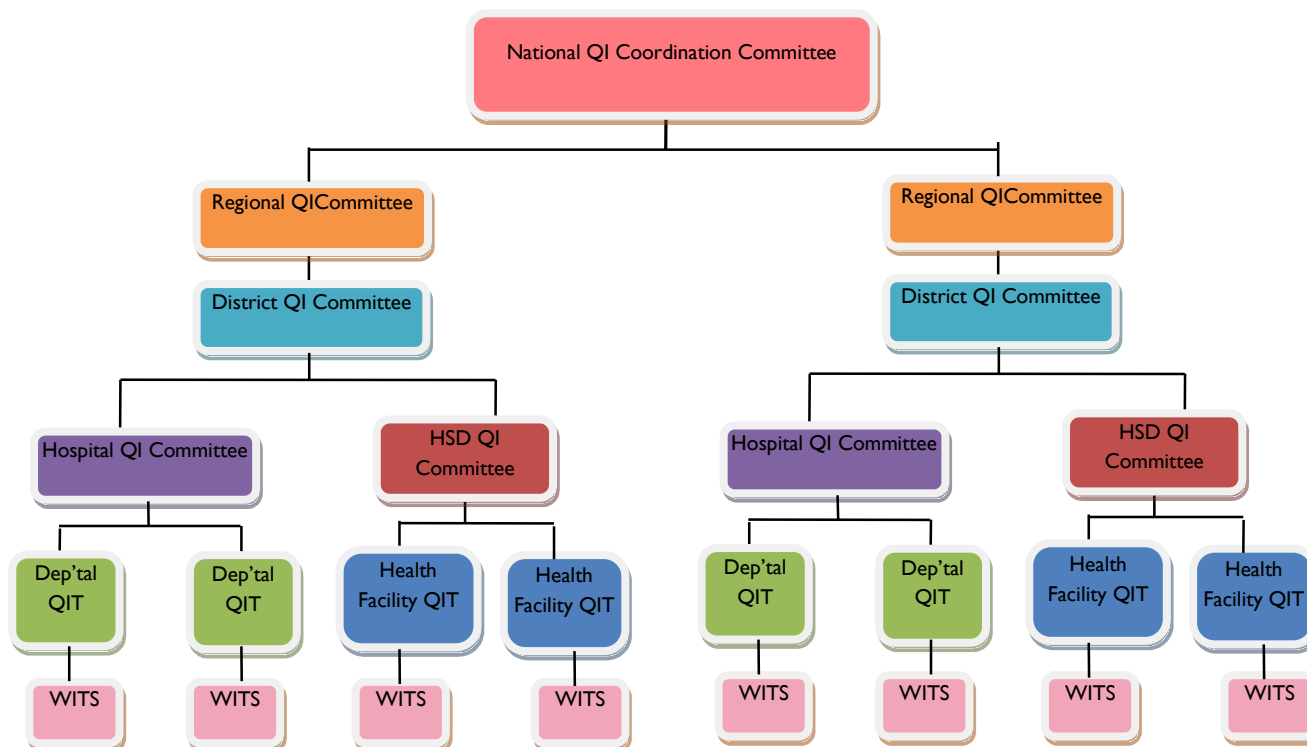 National QI Coordination Committee
Regional QICommittee
Regional QICommittee
District QI Committee
District QI Committee
Hospital QI Committee
HSD QI
Committee
Hospital QI Committee
HSD QI
Committee
Dep'tal
QIT
Dep'tal
QIT
Health
Facility QIT
Health
Facility QIT
Dep'tal
QIT
Dep'tal
QIT
Health
Facility QIT
Health
Facility QIT
WITS
WITS
WITS
WITS
WITS
WITS
WITS
WITS